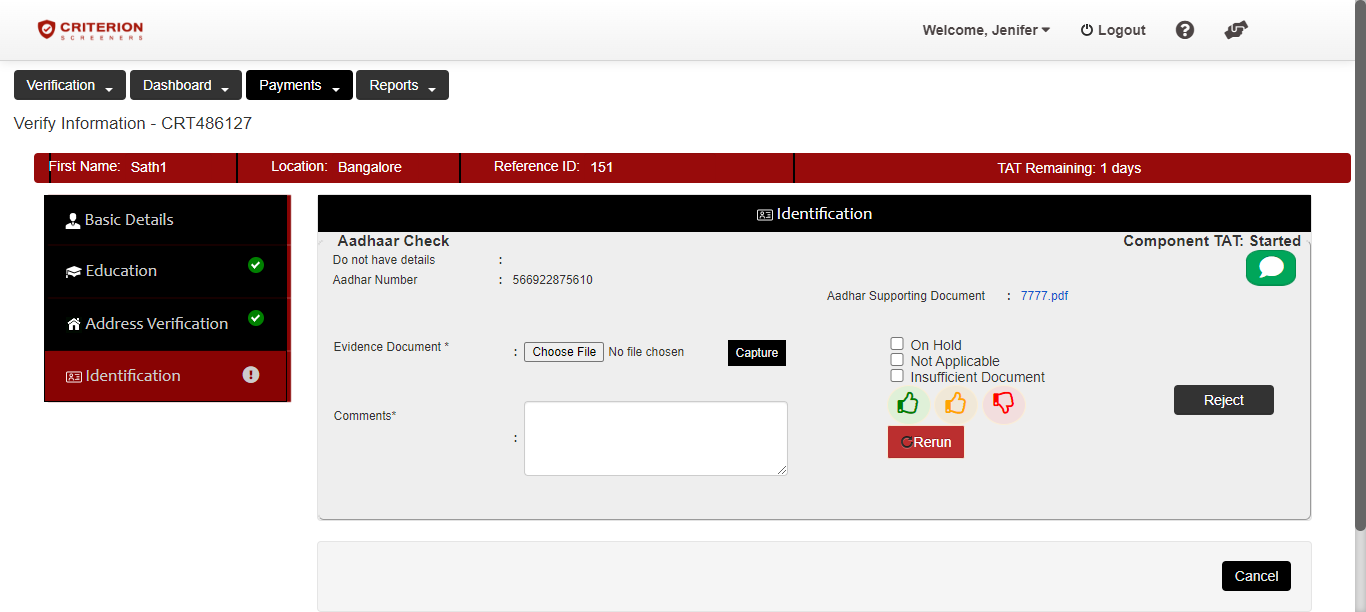 CRITERION
SCREENERS
Welcome, Jenifer
Logout
Verification
Dashboard
Payments
Reports
Verify Information - CRT486127
First Name: Sath1
Location: Bangalore
Reference ID: 151
TAT Remaining: 1 days
Basic Details
Education
Address Verification
Identification
Identification
Aadhaar Check
Component TAT: Started
Do not have details :
Aadhar Number : 566922875610
Aadhar Supporting Document : 7777.pdf
Evidence Document * : Choose File No file chosen Capture
On Hold
Not Applicable
Insufficient Document
Reject
Comments* :
Rerun
Cancel